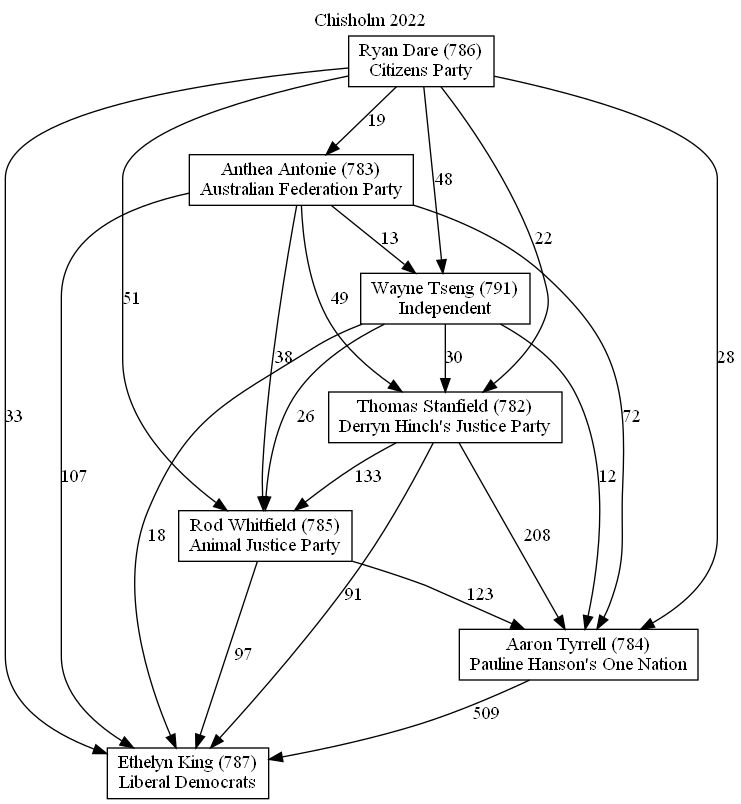 Chisholm 2022
Ryan Dare (786)
Citizens Party
19
Anthea Antonie (783)
Australian Federation Party
48
13
22
Wayne Tseng (791)
Independent
51
49
38
30
28
33
26
72
Thomas Stanfield (782)
Derryn Hinch's Justice Party
107
133
12
Rod Whitfield (785)
Animal Justice Party
18
208
91
123
97
Aaron Tyrrell (784)
Pauline Hanson's One Nation
509
Ethelyn King (787)
Liberal Democrats